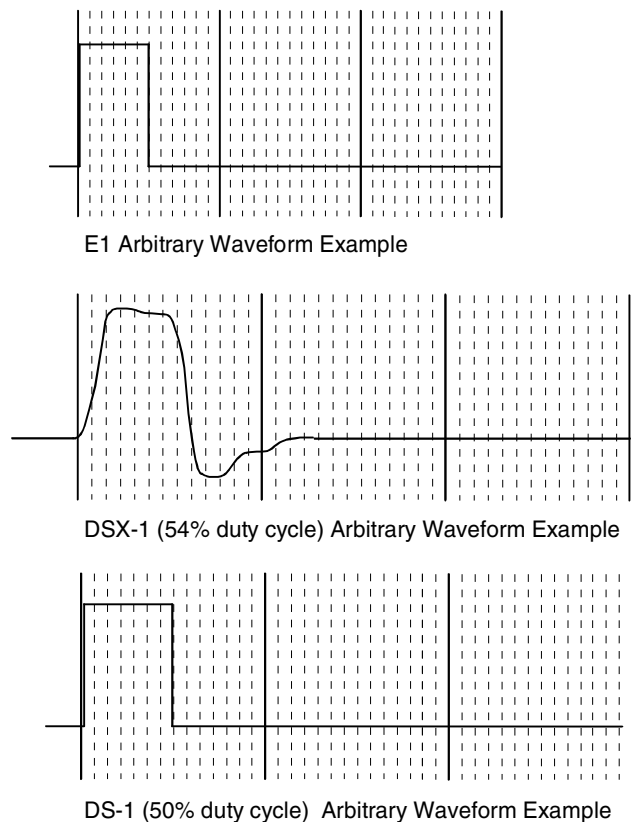 E1 Arbitrary Waveform Example
DSX-1 (54% duty cycle) Arbitrary Waveform Example
DS-1 (50% duty cycle) Arbitrary Waveform Example